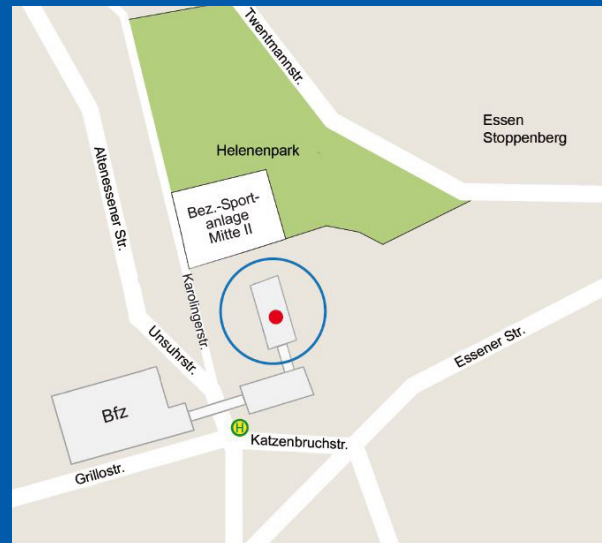 Twentmannstr.
Essen
Stoppenberg
Helenenpark
Altenessener Str.
Bez.-Sport-
anlage
Mitte II
Karolingerstr.
Unsuhrstr.
Essener Str.
Bfz
H
Katzenbruchstr.
Grillostr.